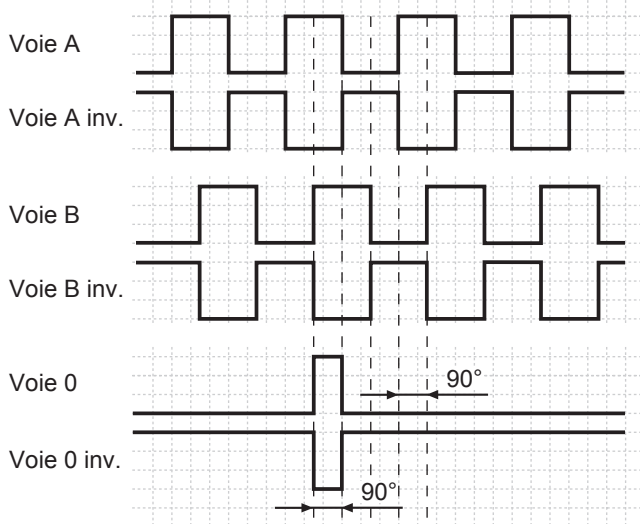 Voie A
Voie A inv.
Voie B
Voie B inv.
Voie 0
90°
Voie 0 inv.
90°